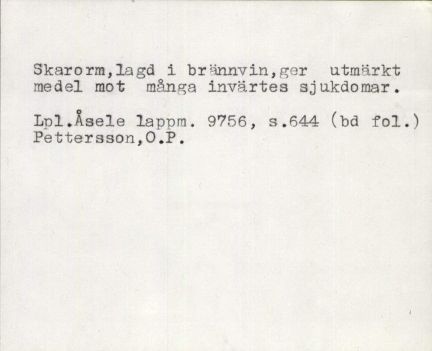 Skarorm,lagd i brännvin,ger utmärkt
medel mot många invärtes sjukdomar.
Lpl.Åsele lappm. 9756, s.644 (bd fol.)
Pettersson,O.P.